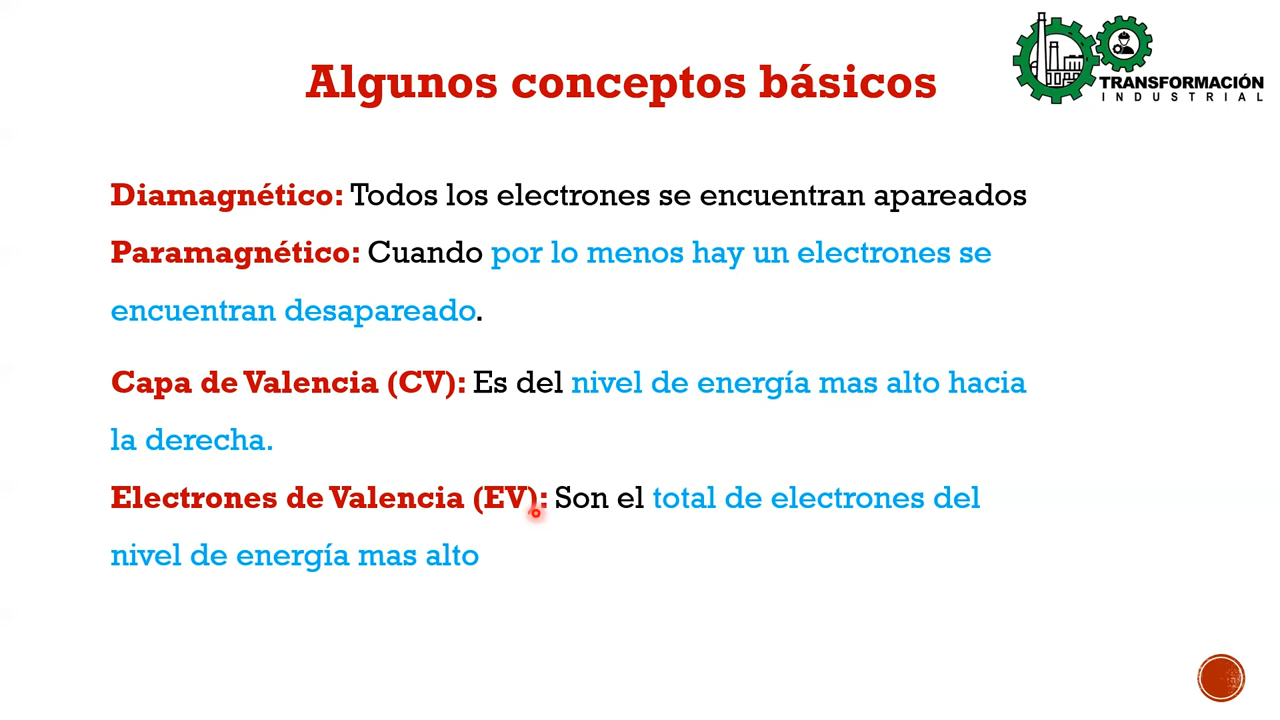 Algunos conceptos básicos
TRANSFORMACIÓN
INDUSTRIAL
Diamagnético: Todos los electrones se encuentran apareados
Paramagnético: Cuando por lo menos hay un electrones se
encuentran desapareado.
Capa de Valencia (CV): Es del nivel de energía mas alto hacia
la derecha.
Electrones de Valencia (EV): Son el total de electrones del
nivel de energía mas alto